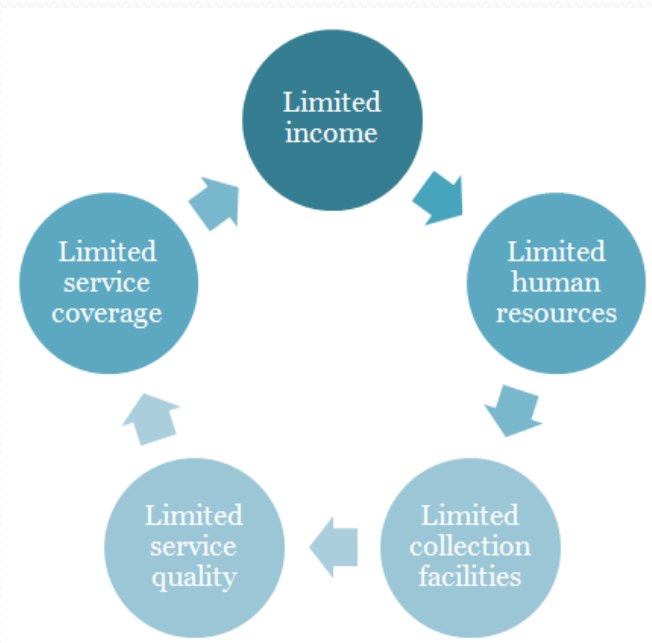 Limited
income
Limited
human
resources
Limited
collection
facilities
Limited
service
quality
Limited
service
coverage